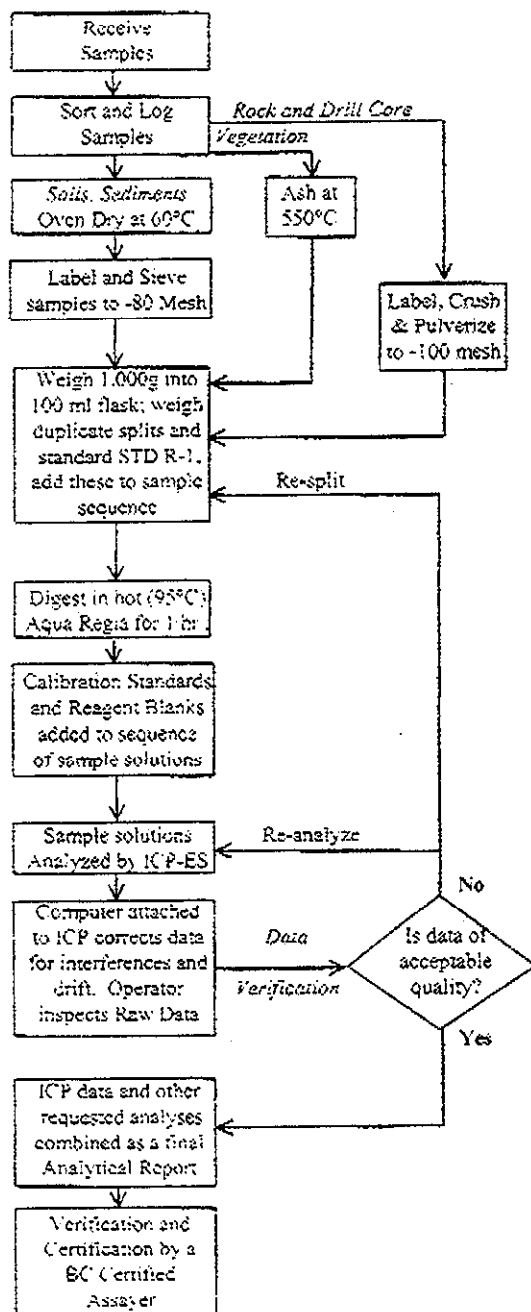 Receive
Samples
Sort and Log
Samples
Rock and Drill Core
Vegetation
Soils, Sediments
Oven Dry at 60°C
Ash at
550°C
Label and Sieve
samples to -80 Mesh
Label, Crush
& Pulverize
to -100 mesh
Weigh 1.000g into
100 ml flask; weigh
duplicate splits and
standard STD R-1,
add these to sample
sequence
Re-split
Digest in hot (95°C)
Aqua Regia for 1 hr.
Calibration Standards
and Reagent Blanks
added to sequence
of sample solutions
Sample solutions
Analyzed by ICP-ES
Re-analyze
No
Computer attached
to ICP corrects data
for interferences and
drift. Operator
inspects Raw Data
Data
Verification
Is data of
acceptable
quality?
Yes
ICP data and other
requested analyses
combined as a final
Analytical Report
Verification and
Certification by a
BC Certified
Assayer